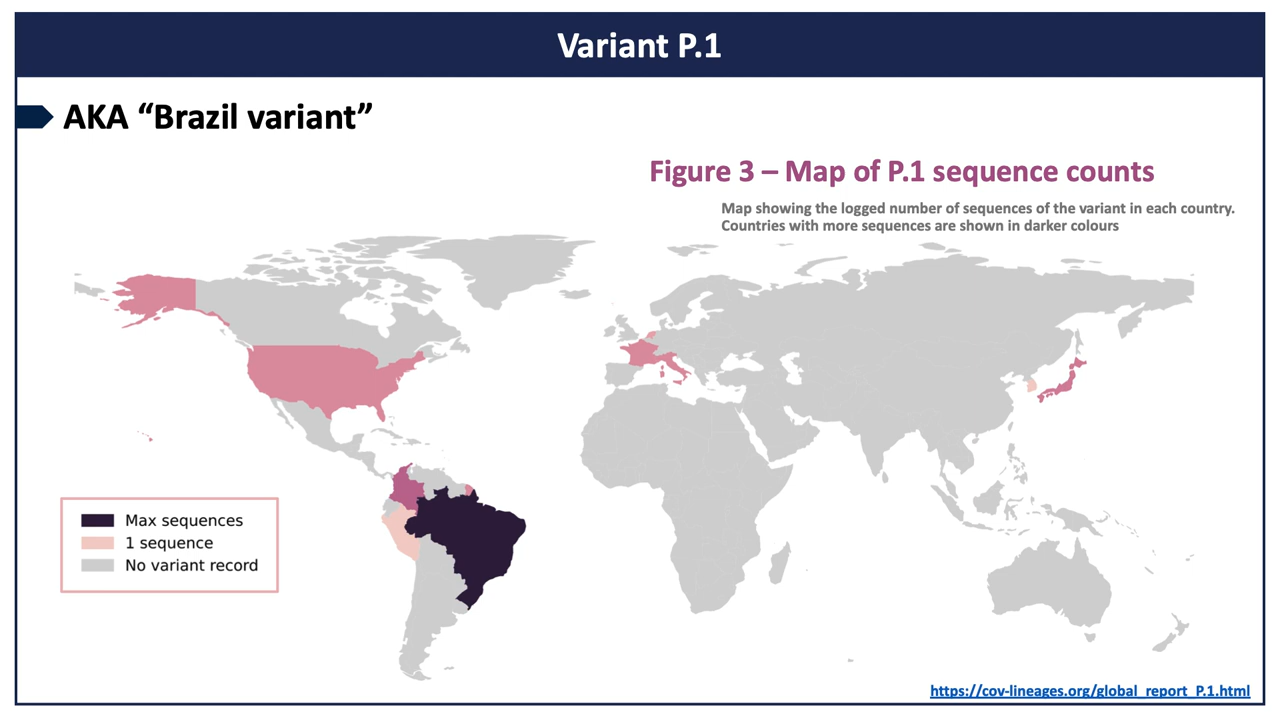 Variant P.1
AKA “Brazil variant”
Figure 3 – Map of P.1 sequence counts
Map showing the logged number of sequences of the variant in each country.
Countries with more sequences are shown in darker colours
Max sequences
1 sequence
No variant record
https://cov-lineages.org/global_report_P.1.html